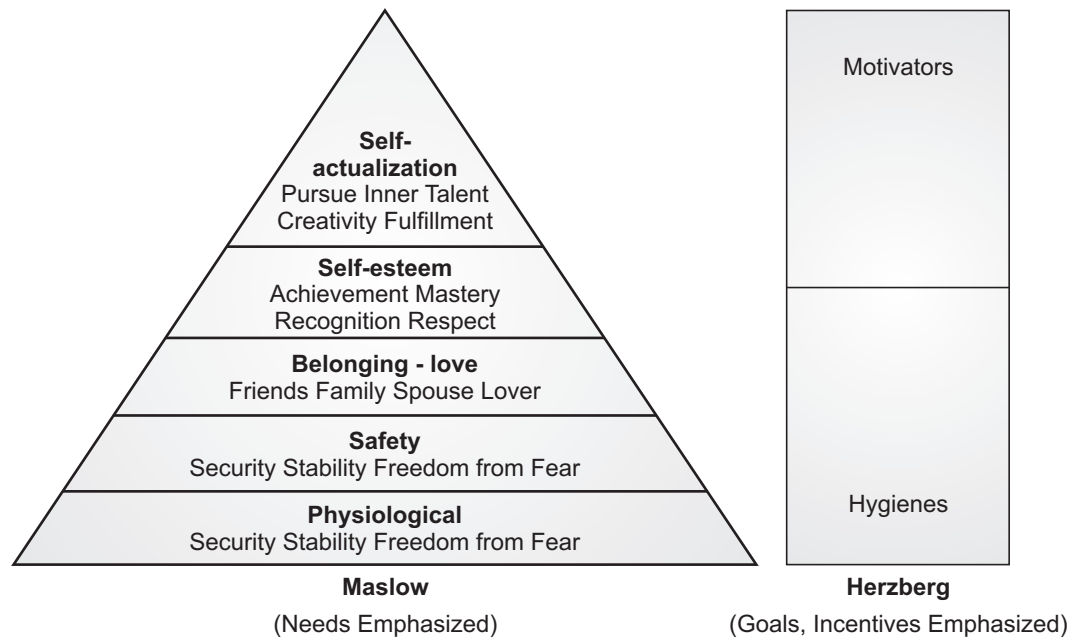 Self-
actualization
Pursue Inner Talent
Creativity Fulfillment
Self-esteem
Achievement Mastery
Recognition Respect
Belonging - love
Friends Family Spouse Lover
Safety
Security Stability Freedom from Fear
Physiological
Security Stability Freedom from Fear
Maslow
(Needs Emphasized)
Motivators
Hygienes
Herzberg
(Goals, Incentives Emphasized)